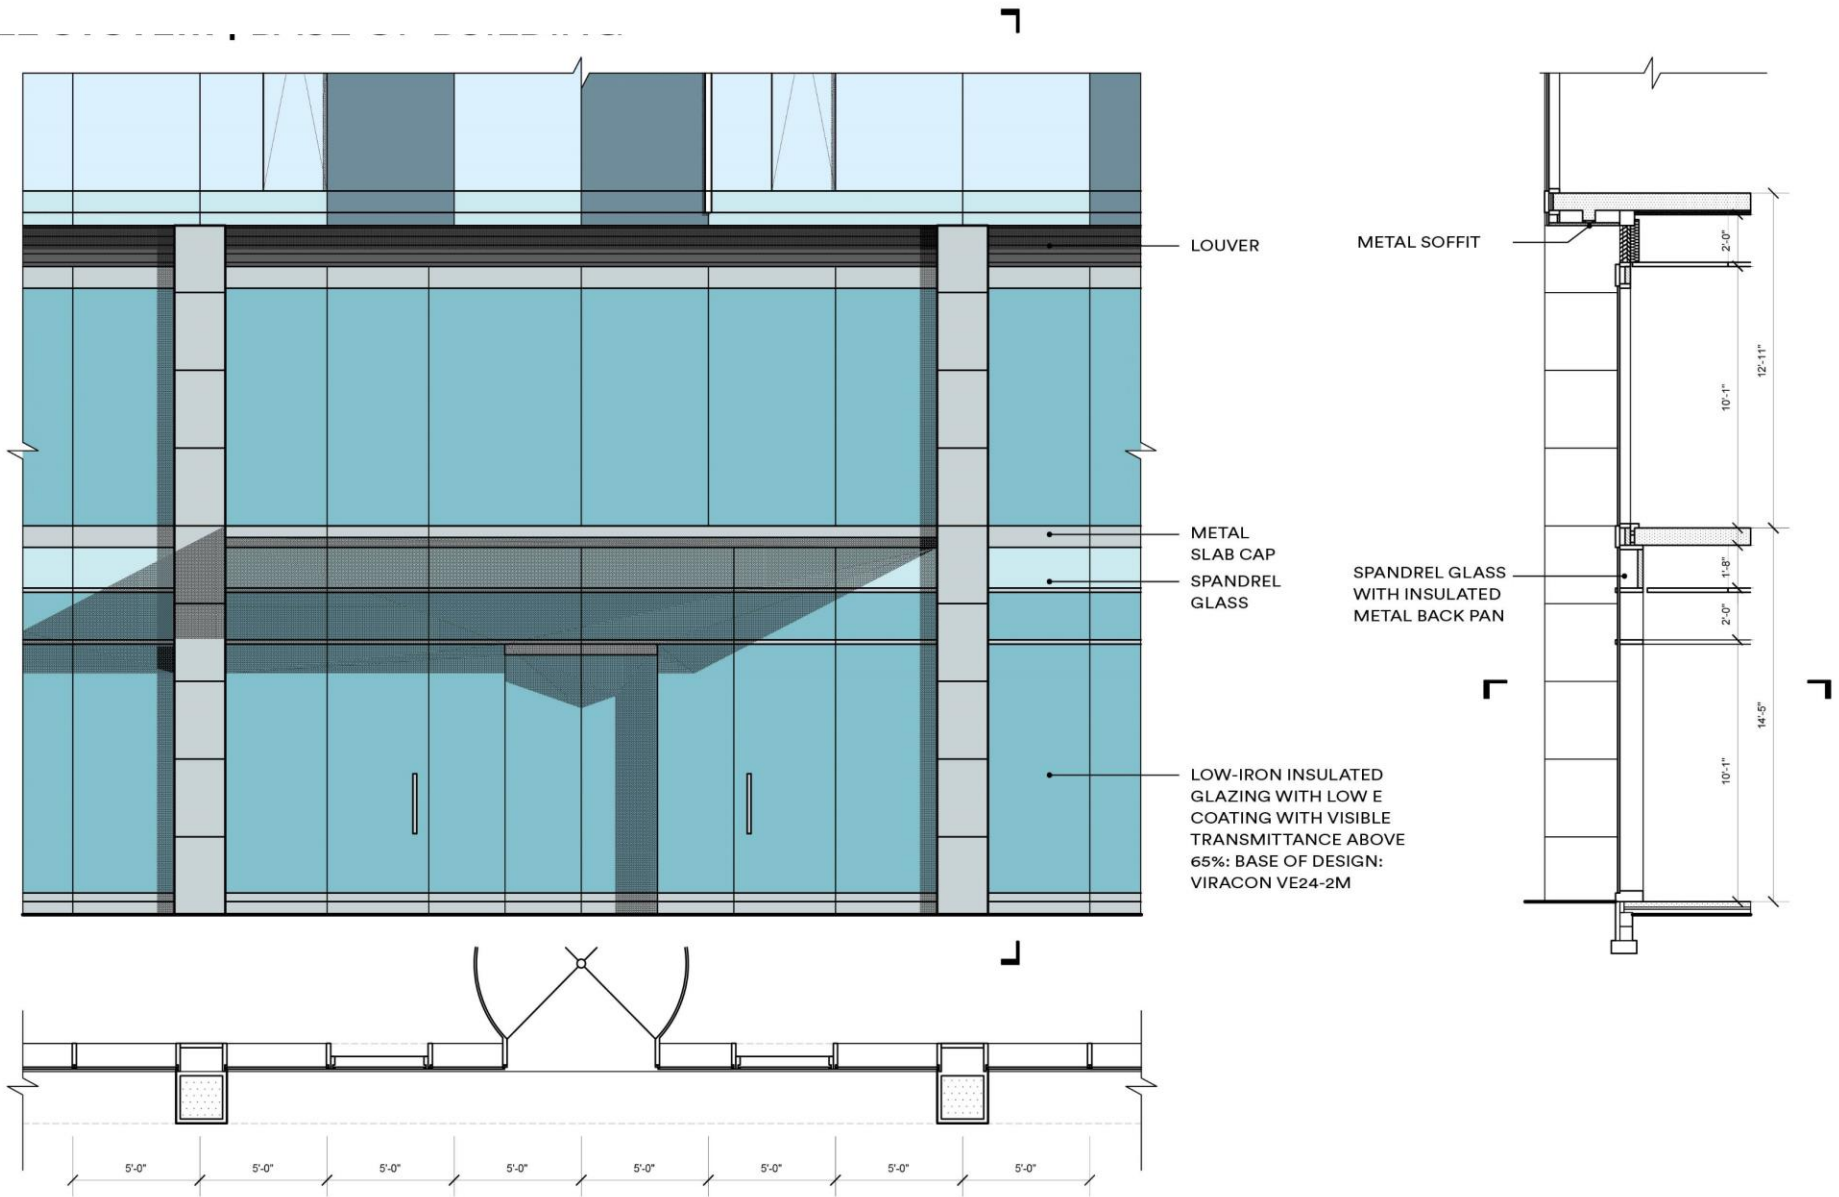 BASE OF BUILDING
LOUVER
METAL SOFFIT
METAL
SLAB CAP
SPANDREL
GLASS
SPANDREL GLASS
WITH INSULATED
METAL BACK PAN
LOW-IRON INSULATED
GLAZING WITH LOW E
COATING WITH VISIBLE
TRANSMITTANCE ABOVE
65%: BASE OF DESIGN:
VIRACON VE24-2M
2'-0"
12'-11"
10'-1"
1'-8"
2'-0"
14'-5"
10'-1"
5'-0" 5'-0" 5'-0" 5'-0" 5'-0" 5'-0" 5'-0" 5'-0"